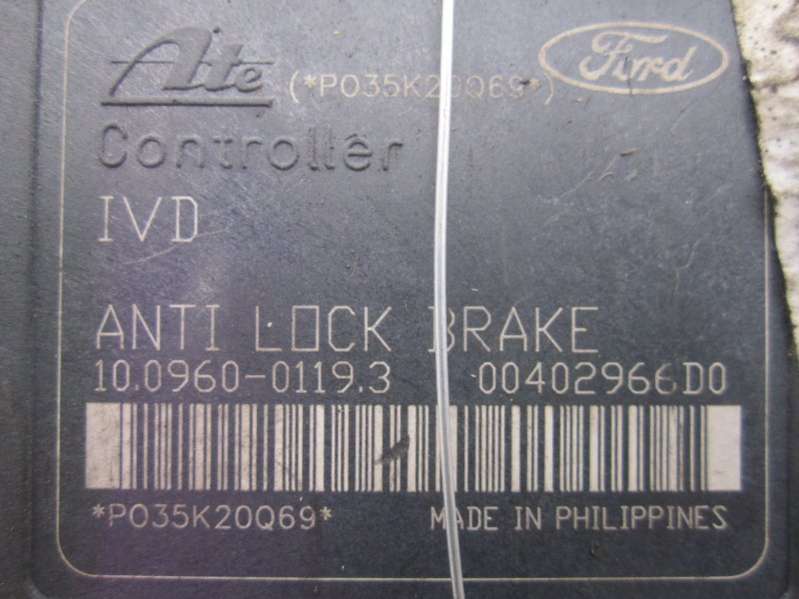 Ate (*P035K20Q69*) Ford
Controller
IVD
ANTI LOCK BRAKE
10.0960-0119.3 00402966D0
*P035K20Q69* MADE IN PHILIPPINES